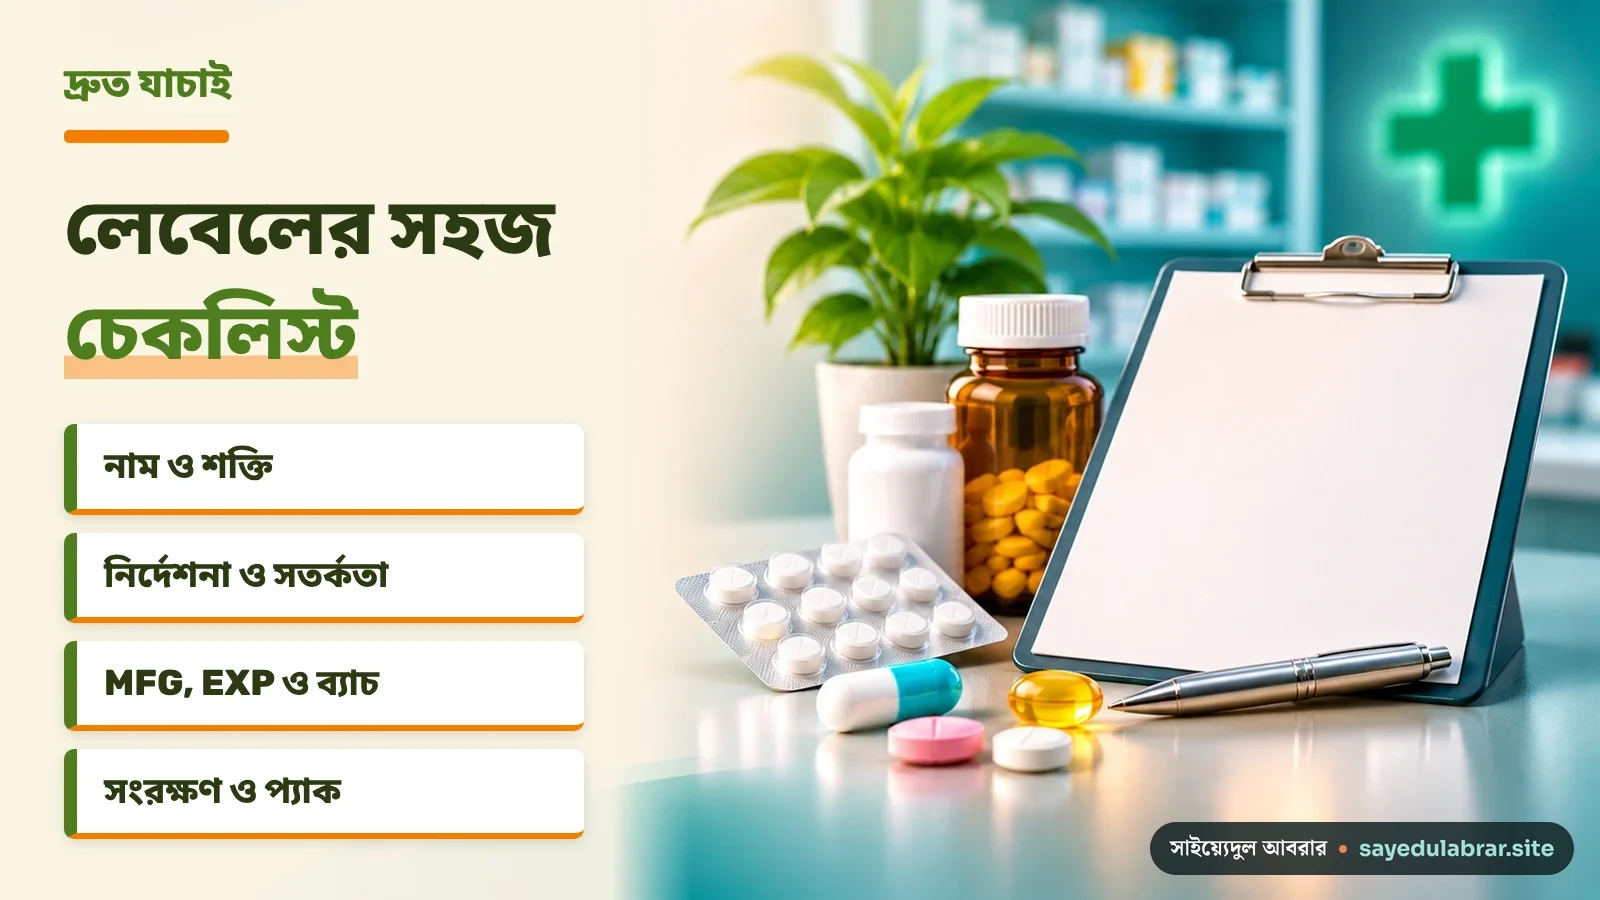 দ্রুত যাচাই
লেবেলের সহজ
চেকলিস্ট
নাম ও শক্তি
নির্দেশনা ও সতর্কতা
MFG, EXP ও ব্যাচ
সংরক্ষণ ও প্যাক
সাইয়্যেদুল আবরার • sayedulabrar.site